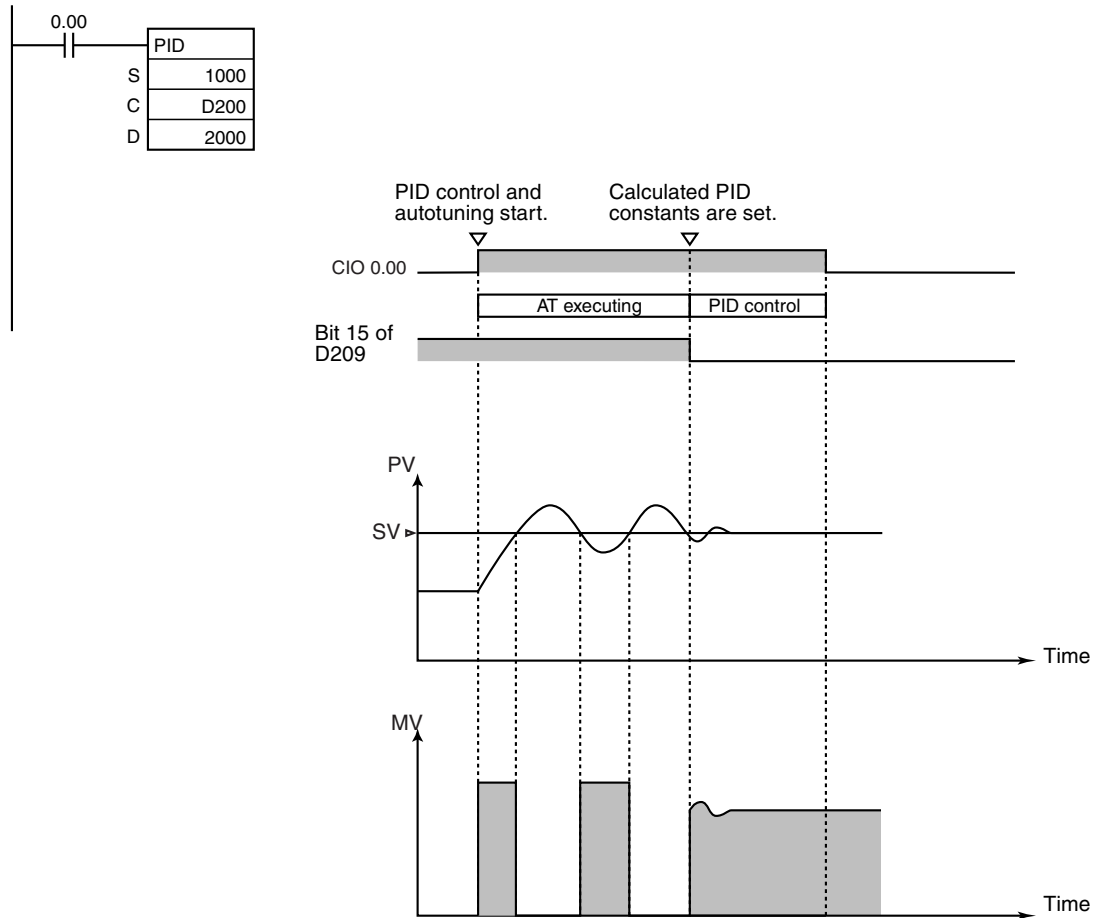 0.00
PID
S 1000
C D200
D 2000
PID control and
autotuning start.
Calculated PID
constants are set.
CIO 0.00
AT executing
PID control
Bit 15 of
D209
PV
SV
Time
MV
Time